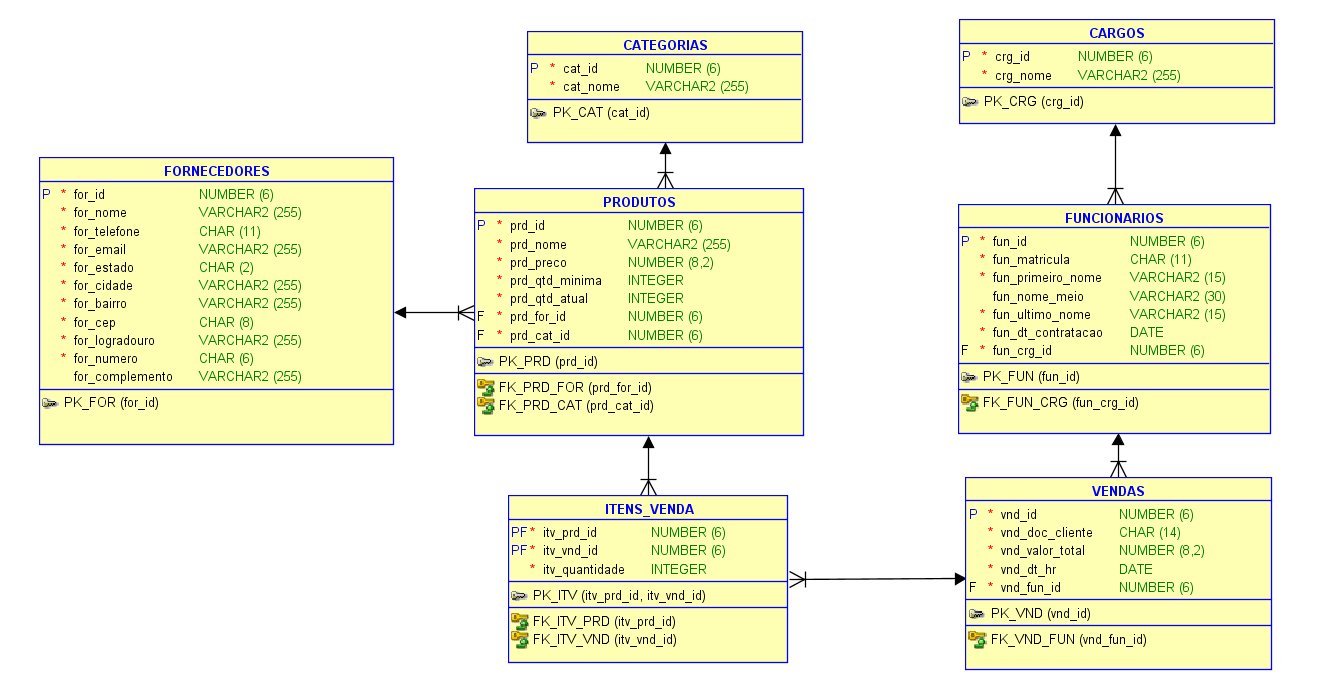 CATEGORIAS
P * cat_id NUMBER (6)
* cat_nome VARCHAR2 (255)
PK_CAT (cat_id)
CARGOS
P * crg_id NUMBER (6)
* crg_nome VARCHAR2 (255)
PK_CRG (crg_id)
FORNECEDORES
P * for_id NUMBER (6)
* for_nome VARCHAR2 (255)
* for_telefone CHAR (11)
* for_email VARCHAR2 (255)
* for_estado CHAR (2)
* for_cidade VARCHAR2 (255)
* for_bairro VARCHAR2 (255)
* for_cep CHAR (8)
* for_logradouro VARCHAR2 (255)
* for_numero CHAR (6)
for_complemento VARCHAR2 (255)
PK_FOR (for_id)
PRODUTOS
P * prd_id NUMBER (6)
* prd_nome VARCHAR2 (255)
* prd_preco NUMBER (8,2)
* prd_qtd_minima INTEGER
* prd_qtd_atual INTEGER
F * prd_for_id NUMBER (6)
F * prd_cat_id NUMBER (6)
PK_PRD (prd_id)
FK_PRD_FOR (prd_for_id)
FK_PRD_CAT (prd_cat_id)
FUNCIONARIOS
P * fun_id NUMBER (6)
* fun_matricula CHAR (11)
* fun_primeiro_nome VARCHAR2 (15)
fun_nome_meio VARCHAR2 (30)
* fun_ultimo_nome VARCHAR2 (15)
* fun_dt_contratacao DATE
F * fun_crg_id NUMBER (6)
PK_FUN (fun_id)
FK_FUN_CRG (fun_crg_id)
ITENS_VENDA
PF * itv_prd_id NUMBER (6)
PF * itv_vnd_id NUMBER (6)
* itv_quantidade INTEGER
PK_ITV (itv_prd_id, itv_vnd_id)
FK_ITV_PRD (itv_prd_id)
FK_ITV_VND (itv_vnd_id)
VENDAS
P * vnd_id NUMBER (6)
* vnd_doc_cliente CHAR (14)
* vnd_valor_total NUMBER (8,2)
* vnd_dt_hr DATE
F * vnd_fun_id NUMBER (6)
PK_VND (vnd_id)
FK_VND_FUN (vnd_fun_id)